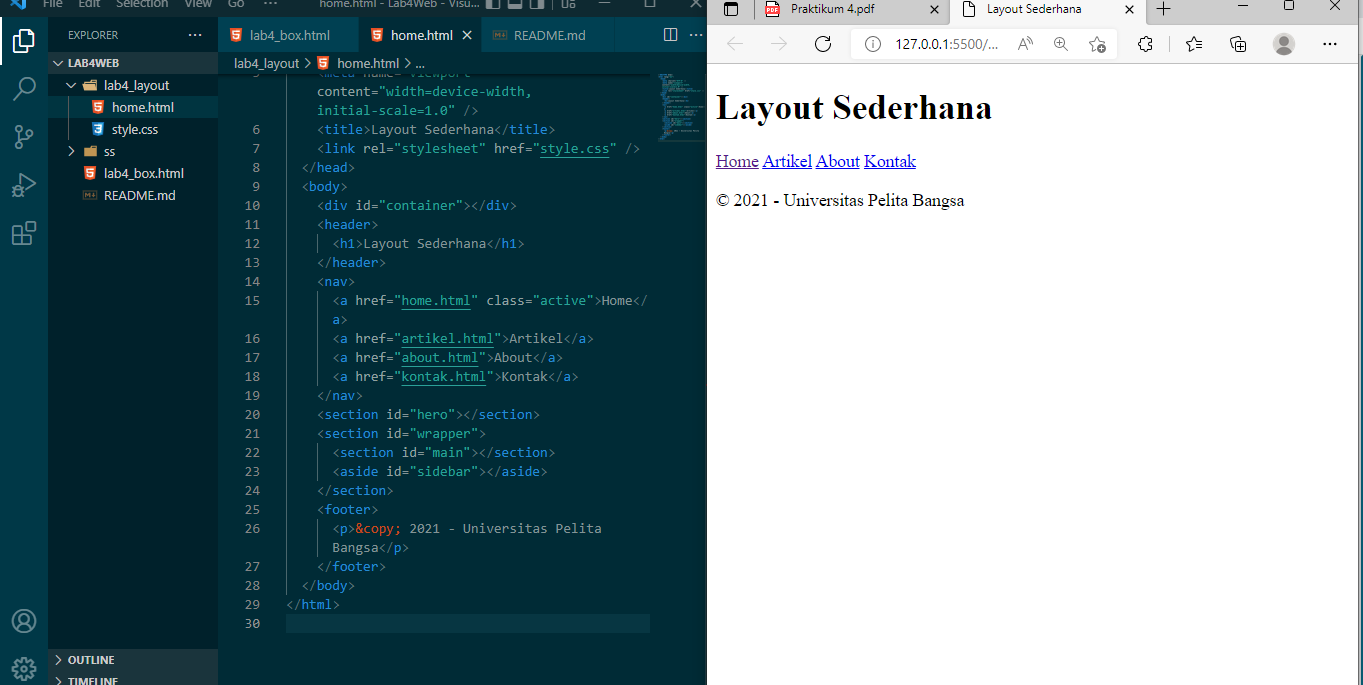 File Edit Selection View Go ··· home.html - Lab4Web - Visu...
EXPLORER ···
LAB4WEB
lab4_layout
home.html
style.css
ss
lab4_box.html
README.md
OUTLINE
TIMELINE
lab4_box.html home.html README.md ···
lab4_layout > home.html > ...
5 <meta name="viewport"
content="width=device-width,
initial-scale=1.0" />
6 <title>Layout Sederhana</title>
7 <link rel="stylesheet" href="style.css" />
8 </head>
9 <body>
10 <div id="container"></div>
11 <header>
12 <h1>Layout Sederhana</h1>
13 </header>
14 <nav>
15 <a href="home.html" class="active">Home</
a>
16 <a href="artikel.html">Artikel</a>
17 <a href="about.html">About</a>
18 <a href="kontak.html">Kontak</a>
19 </nav>
20 <section id="hero"></section>
21 <section id="wrapper">
22 <section id="main"></section>
23 <aside id="sidebar"></aside>
24 </section>
25 <footer>
26 <p>&copy; 2021 - Universitas Pelita
Bangsa</p>
27 </footer>
28 </body>
29 </html>
30
PDF Praktikum 4.pdf Layout Sederhana
127.0.0.1:5500/...
Layout Sederhana
Home Artikel About Kontak
© 2021 - Universitas Pelita Bangsa